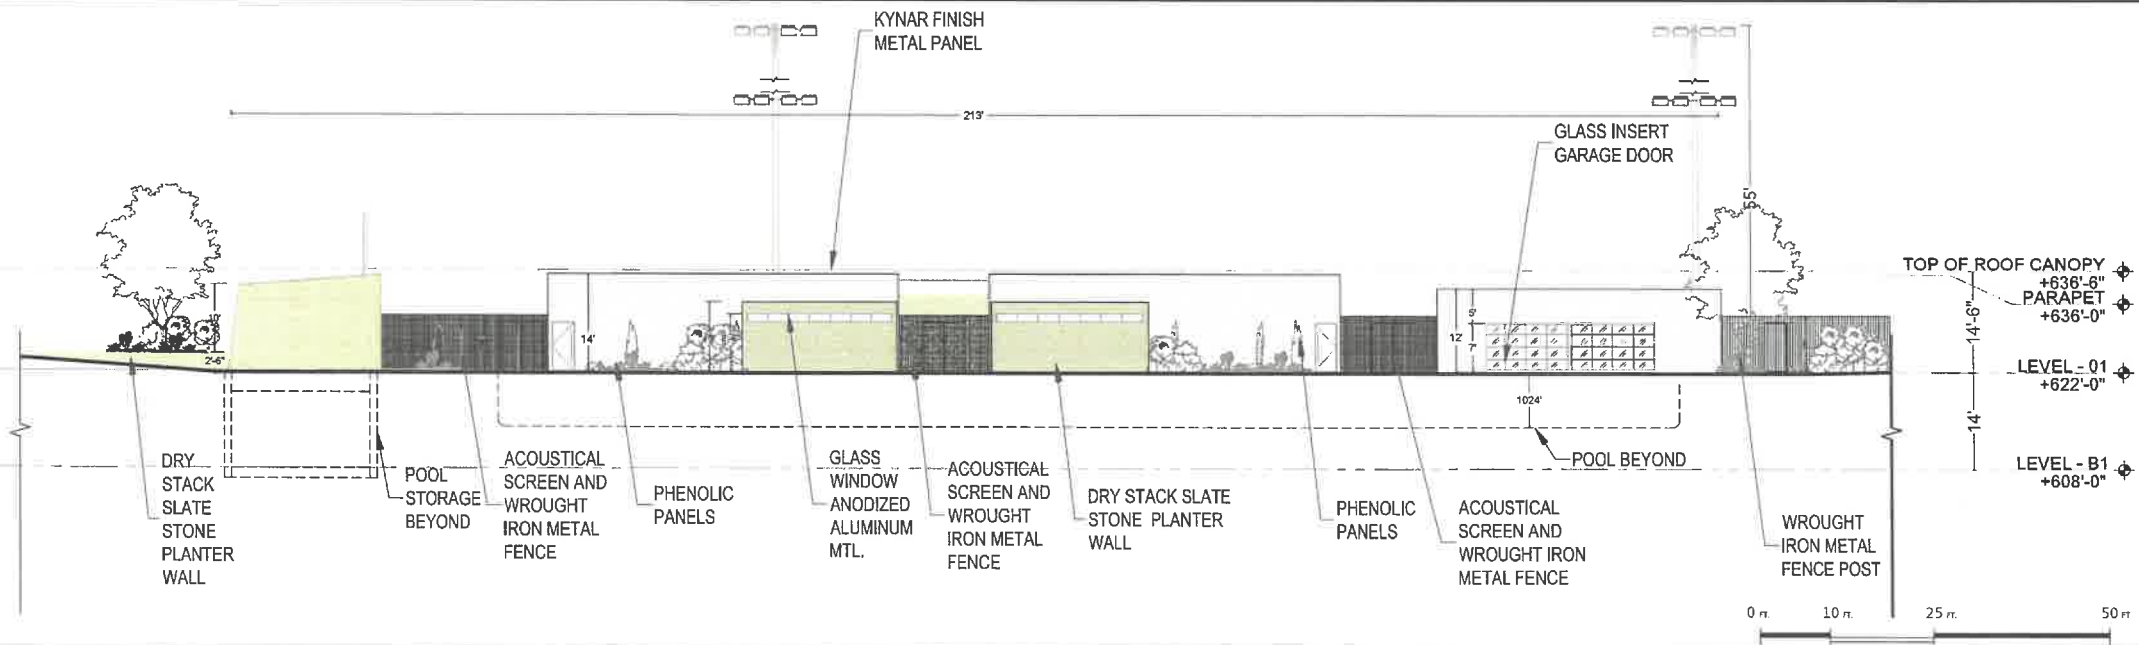 KYNAR FINISH
METAL PANEL
213'
GLASS INSERT
GARAGE DOOR
55'
TOP OF ROOF CANOPY
+636'-6"
PARAPET
+636'-0"
14'-6"
LEVEL - 01
+622'-0"
14'
LEVEL - B1
+608'-0"
2'-6"
14'
12'
7'
1024'
POOL BEYOND
DRY
STACK
SLATE
STONE
PLANTER
WALL
POOL
STORAGE
BEYOND
ACOUSTICAL
SCREEN AND
WROUGHT
IRON METAL
FENCE
PHENOLIC
PANELS
GLASS
WINDOW
ANODIZED
ALUMINUM
MTL.
ACOUSTICAL
SCREEN AND
WROUGHT
IRON METAL
FENCE
DRY STACK SLATE
STONE PLANTER
WALL
PHENOLIC
PANELS
ACOUSTICAL
SCREEN AND
WROUGHT IRON
METAL FENCE
WROUGHT
IRON METAL
FENCE POST
0 FT. 10 FT. 25 FT. 50 FT